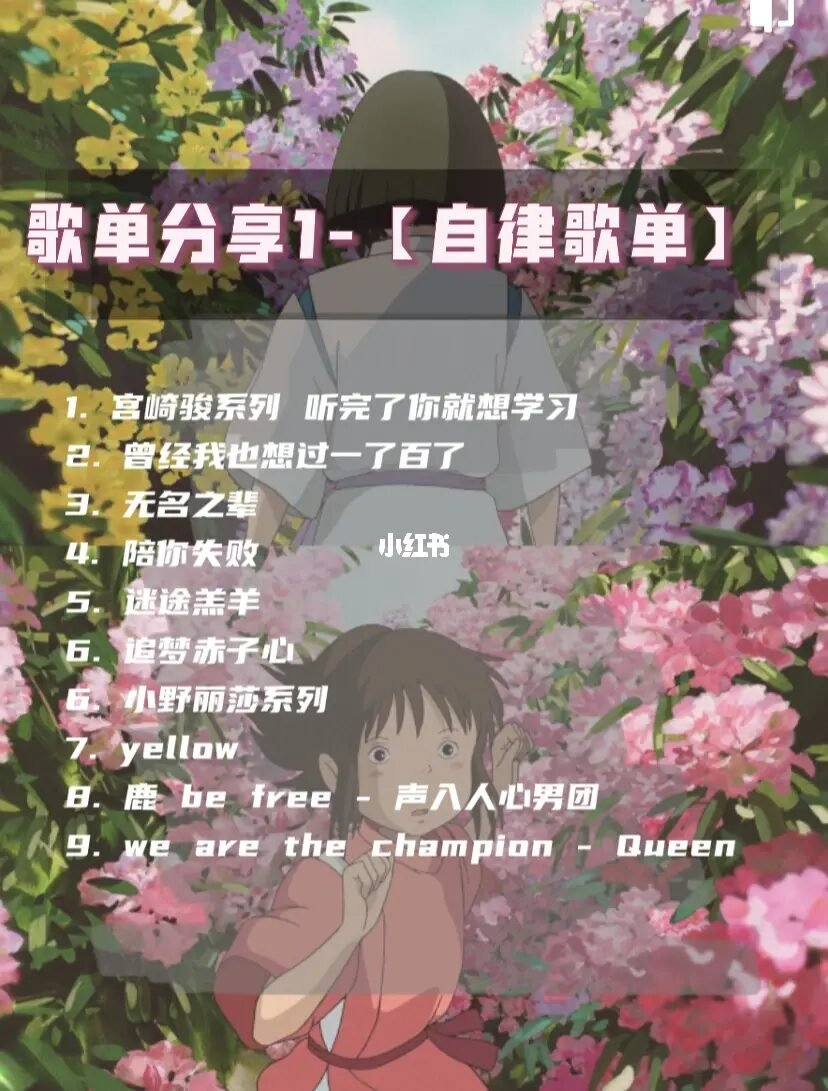 歌单分享1-【自律歌单】
1. 宫崎骏系列 听完了你就想学习
2. 曾经我也想过一了百了
3. 无名之辈
4. 陪你失败
小红书
5. 迷途羔羊
6. 追梦赤子心
6. 小野丽莎系列
7. yellow
8. 鹿 be free - 声入人心男团
9. we are the champion - Queen